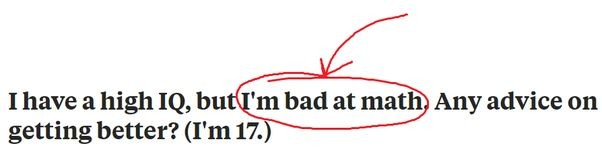 I have a high IQ, but I'm bad at math. Any advice on
getting better? (I'm 17.)